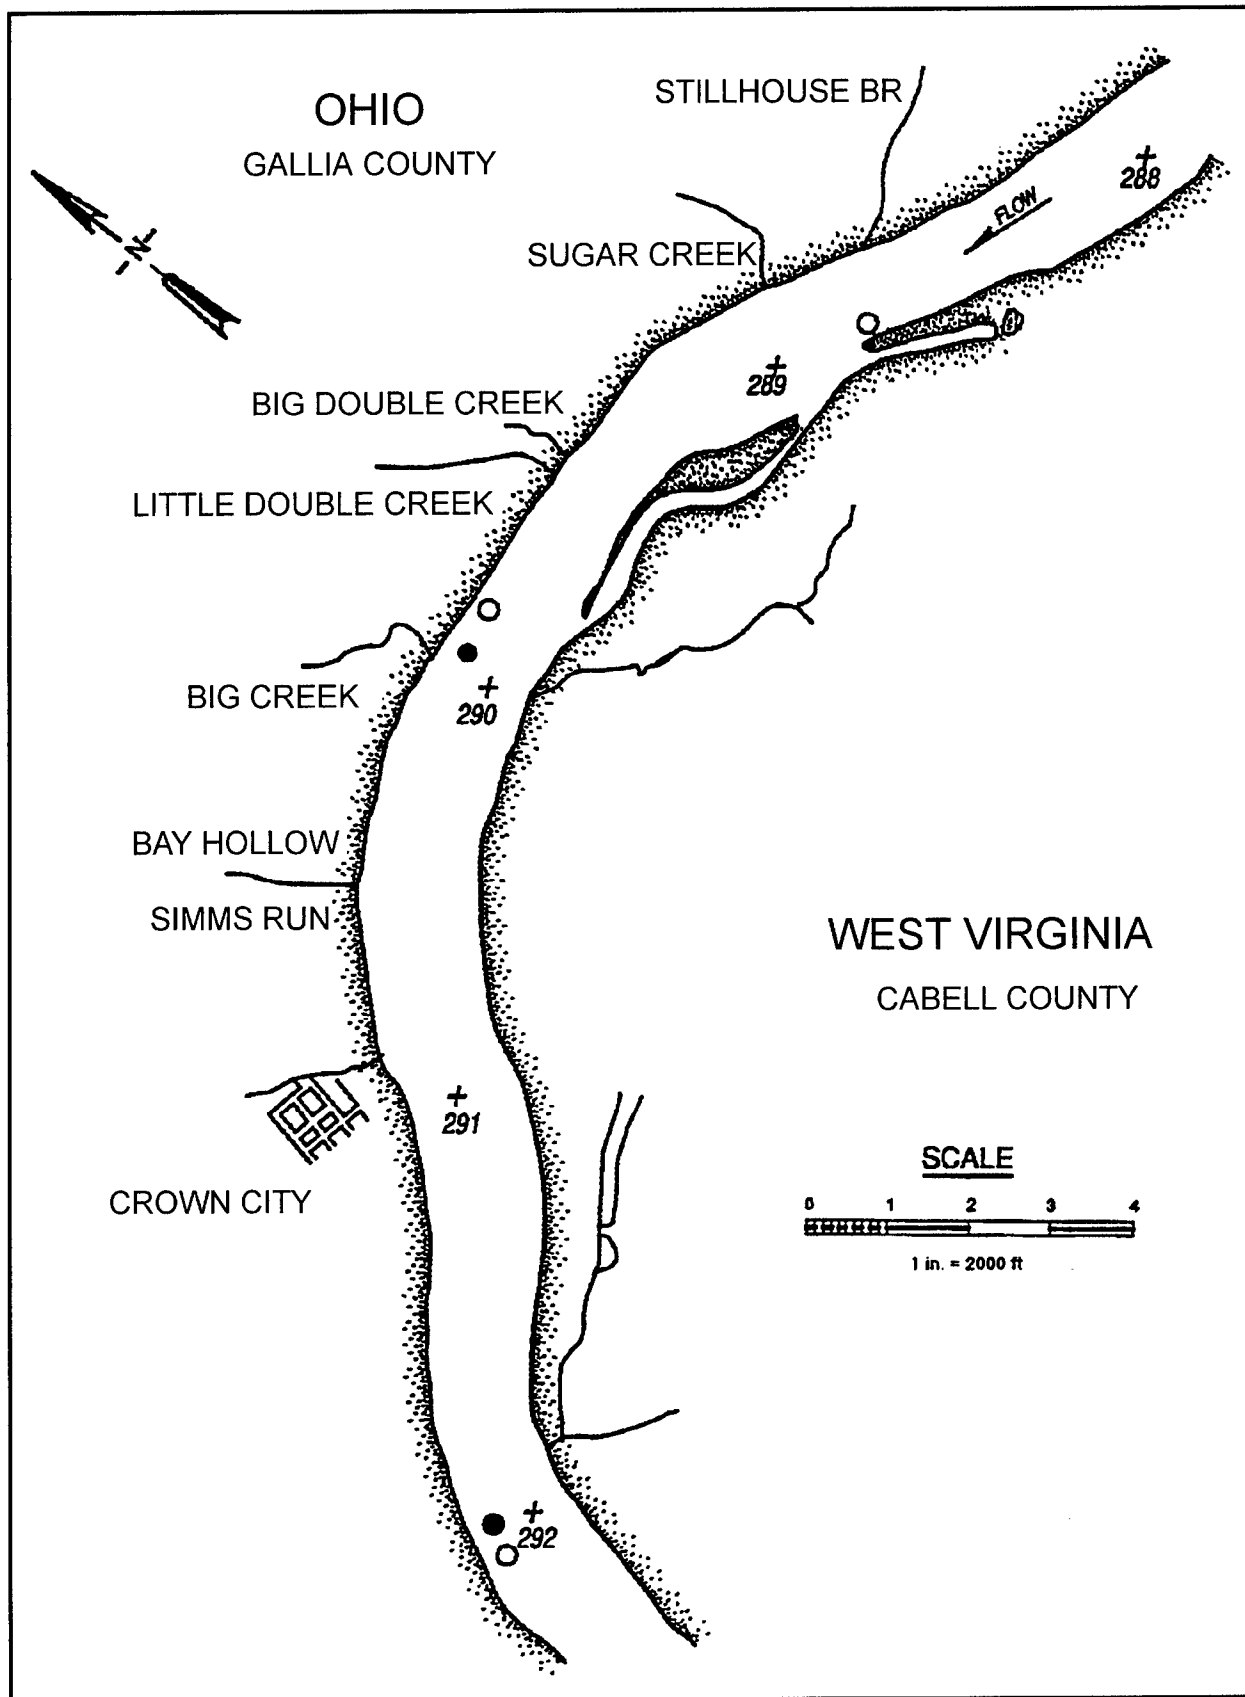 OHIO
GALLIA COUNTY
STILLHOUSE BR
288
FLOW
N
SUGAR CREEK
289
BIG DOUBLE CREEK
LITTLE DOUBLE CREEK
BIG CREEK
290
BAY HOLLOW
SIMMS RUN
WEST VIRGINIA
CABELL COUNTY
291
CROWN CITY
SCALE
0 1 2 3 4
1 in. = 2000 ft
292